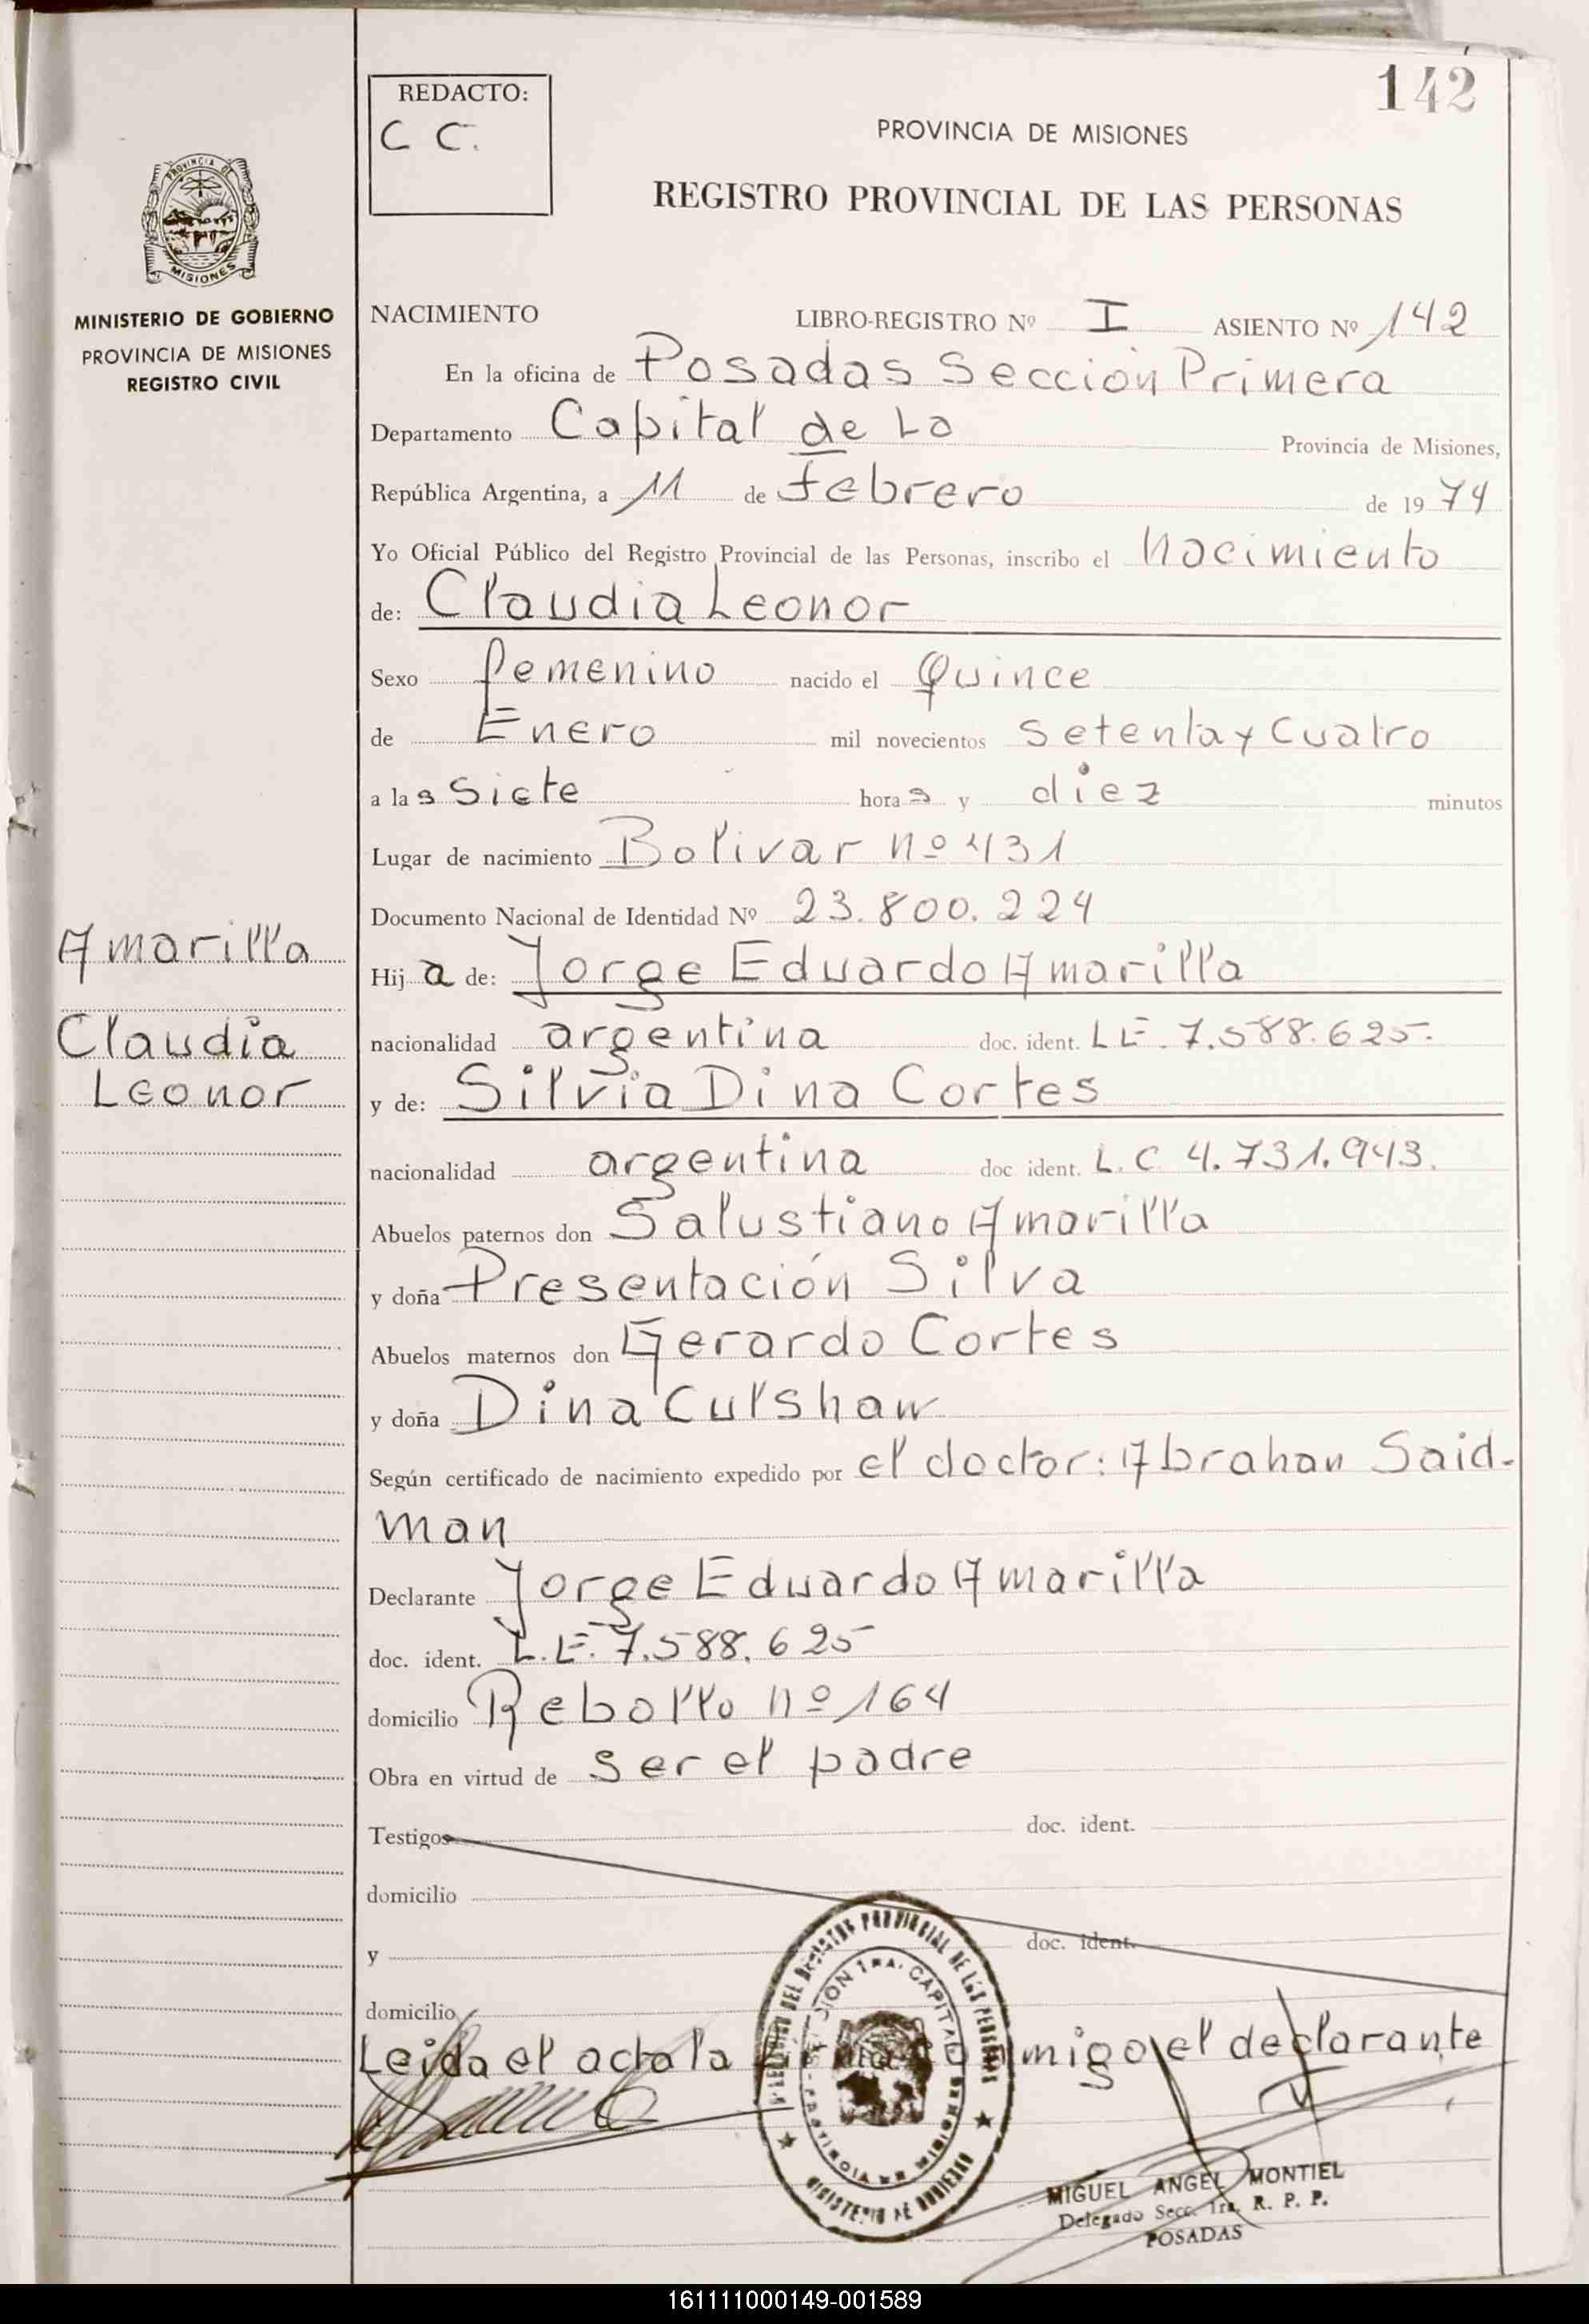 142
REDACTO:
C C.
PROVINCIA DE MISIONES
REGISTRO PROVINCIAL DE LAS PERSONAS
PROVINCIA DE
MISIONES
MINISTERIO DE GOBIERNO
PROVINCIA DE MISIONES
REGISTRO CIVIL
NACIMIENTO LIBRO-REGISTRO Nº I ASIENTO Nº 142
En la oficina de Posadas Sección Primera
Departamento Capital de La Provincia de Misiones,
República Argentina, a 11 de febrero de 1974
Yo Oficial Público del Registro Provincial de las Personas, inscribo el Nacimiento
de: Claudia Leonor
Sexo femenino nacido el Quince
de Enero mil novecientos setenta y Cuatro
a las Siete horas y diez minutos
Lugar de nacimiento Bolivar nº 431
Documento Nacional de Identidad Nº 23.800.224
Amarilla
Claudia
Leonor
Hija de: Jorge Eduardo Amarilla
nacionalidad argentina doc. ident. L E. 7.588.625.
y de: Silvia Dina Cortes
nacionalidad argentina doc ident. L. C 4.731.943.
Abuelos paternos don Salustiano Amarilla
y doña Presentación Silva
Abuelos maternos don Gerardo Cortes
y doña Dina Culshaw
Según certificado de nacimiento expedido por el doctor: Abrahan Said-
man
Declarante Jorge Eduardo Amarilla
doc. ident. L.E. 7.588.625
domicilio Rebollo nº 164
Obra en virtud de ser el padre
Testigos doc. ident.
domicilio
y doc. ident.
domicilio
Leida el acta la conmigo el declarante
MIGUEL ANGEL MONTIEL
Delegado Secc. 1ra. R. P. P.
POSADAS
161111000149-001589